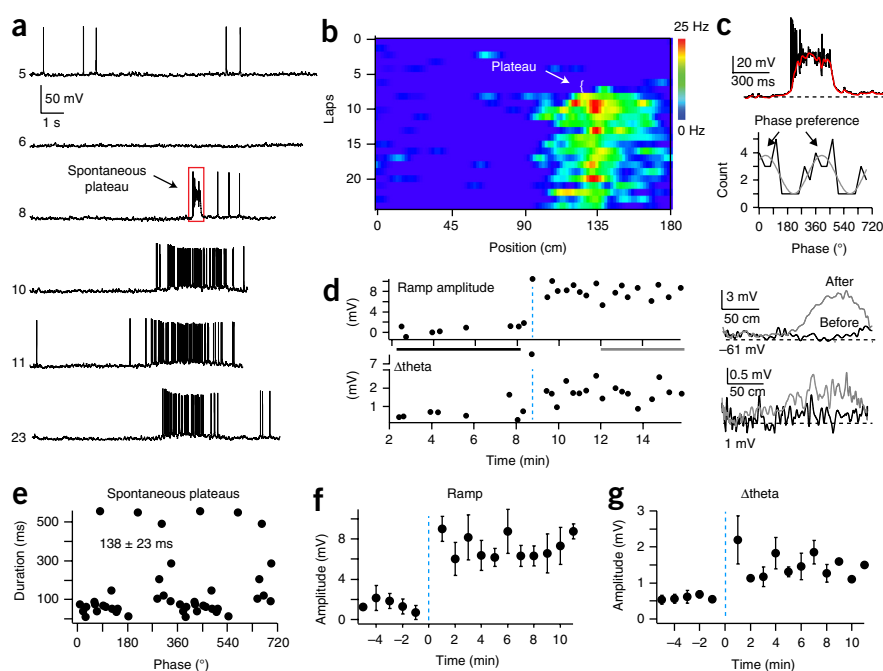 a
5
50 mV
1 s
6
Spontaneous
plateau
8
10
11
23
b
0
5
10
15
20
Laps
Plateau
25 Hz
0 Hz
0 45 90 135 180
Position (cm)
c
20 mV
300 ms
Phase preference
4
2
0
Count
0 180 360 540 720
Phase (°)
d
Ramp amplitude
8
4
0
(mV)
Δtheta
7
2
1
(mV)
2 4 6 8 10 12 14
Time (min)
3 mV
50 cm
After
Before
−61 mV
0.5 mV
50 cm
1 mV
e
Spontaneous plateaus
500
300
100
Duration (ms)
138 ± 23 ms
0 180 360 540 720
Phase (°)
f
Ramp
8
4
0
Amplitude (mV)
−4 −2 0 2 4 6 8 10
Time (min)
g
Δtheta
3
2
1
0
Amplitude (mV)
−4 −2 0 2 4 6 8 10
Time (min)